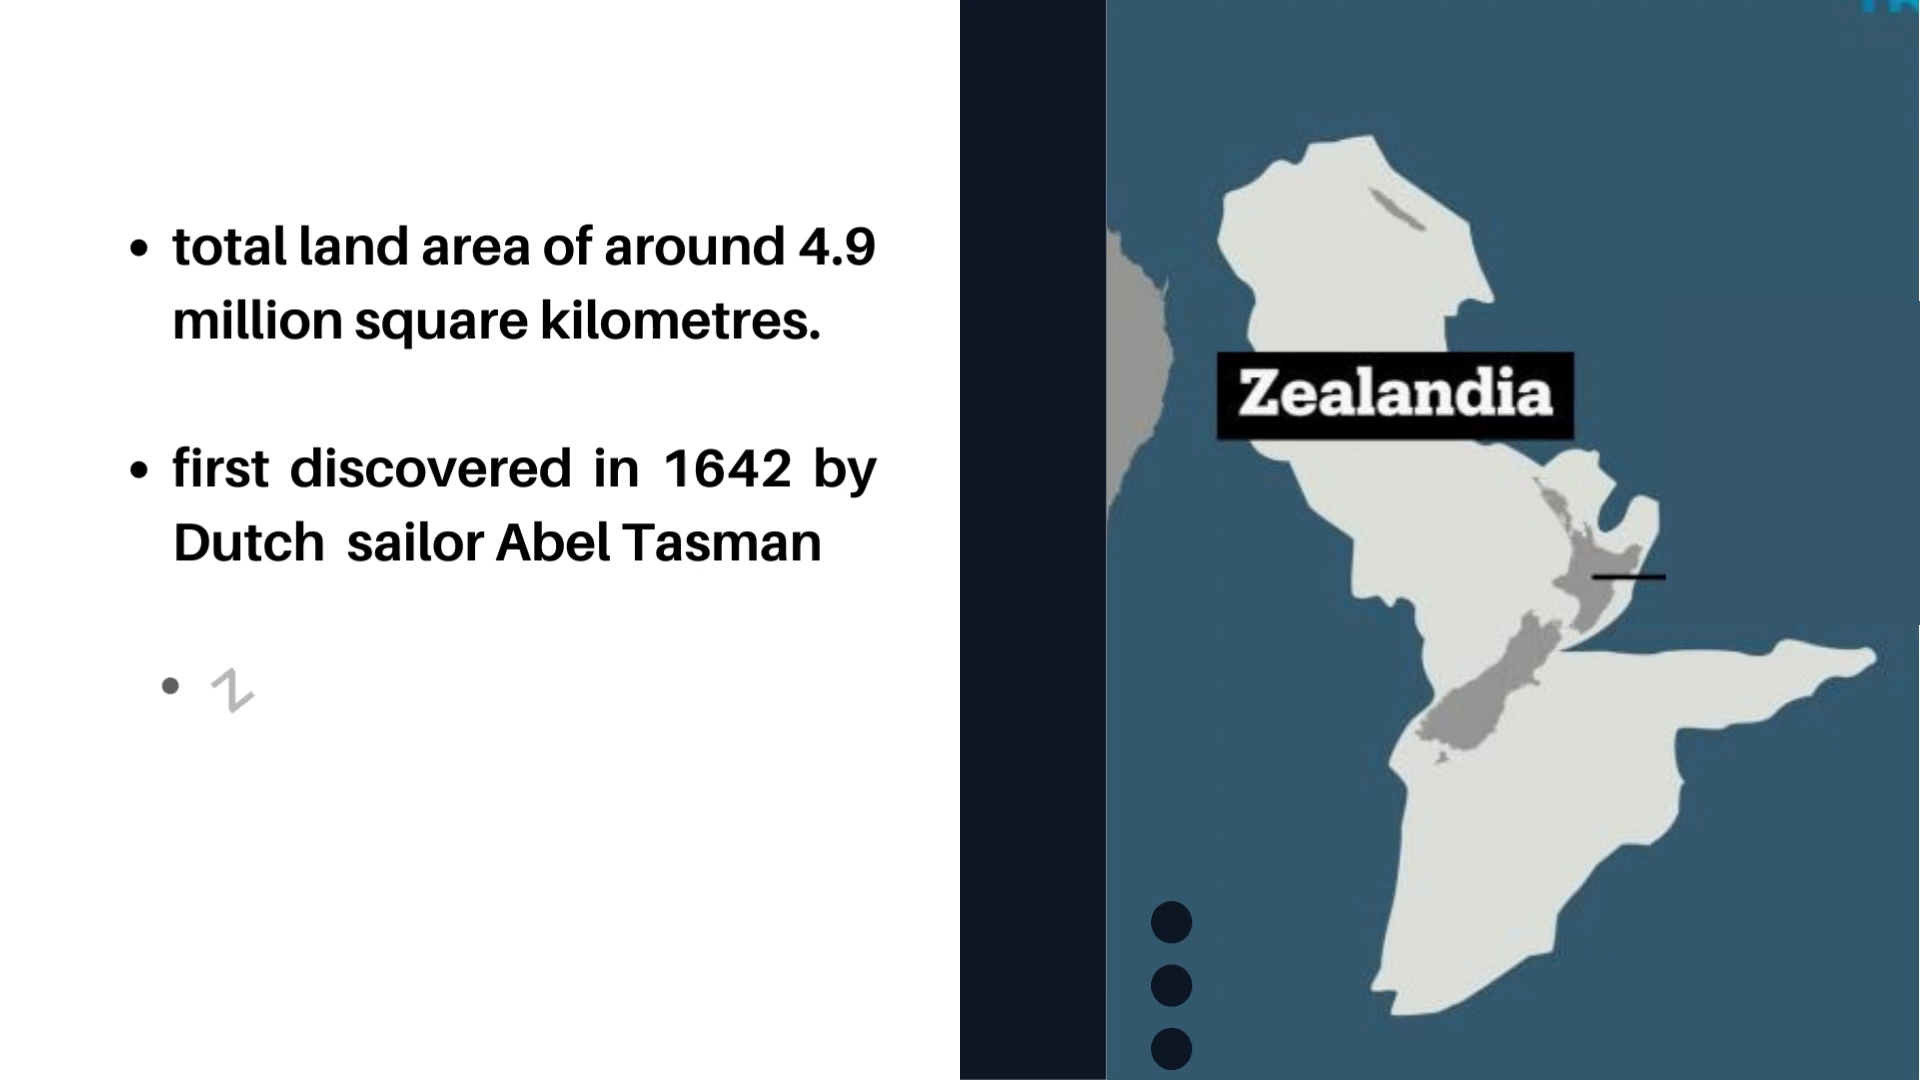 total land area of around 4.9
million square kilometres.
first discovered in 1642 by
Dutch sailor Abel Tasman
Zealandia